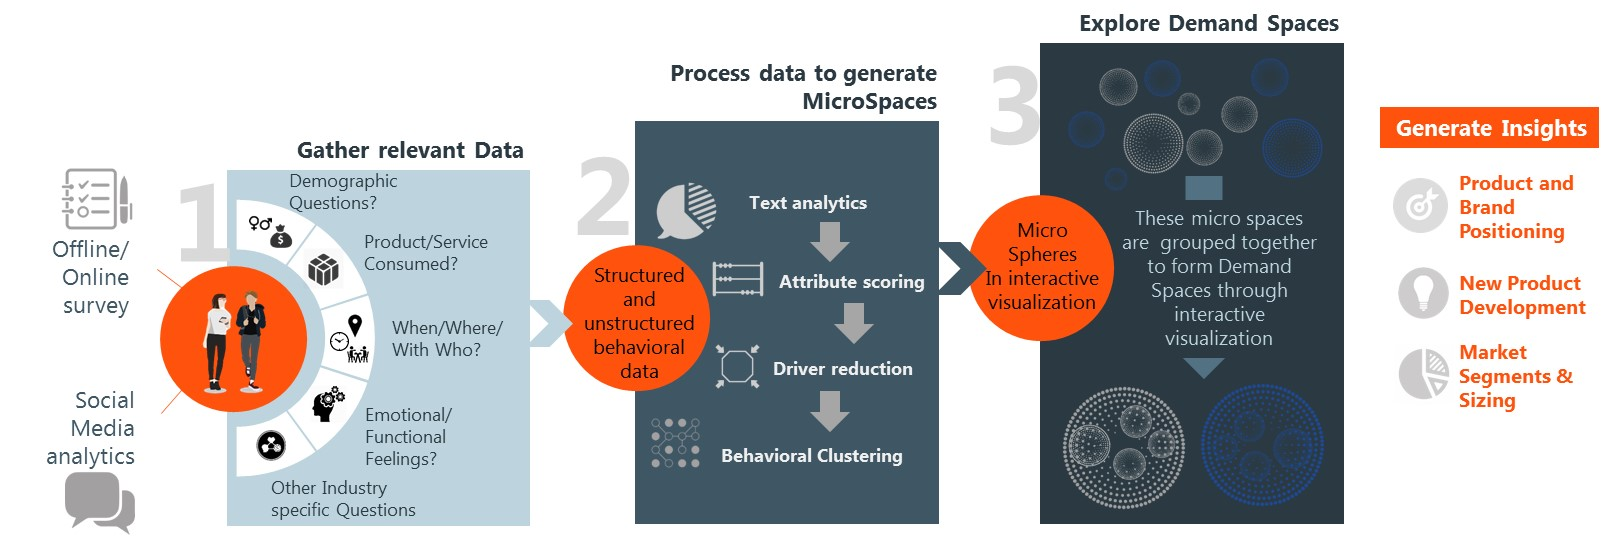 Offline/
Online
survey
Social
Media
analytics
1
Gather relevant Data
Demographic
Questions?
$
Product/Service
Consumed?
When/Where/
With Who?
Emotional/
Functional
Feelings?
Other Industry
specific Questions
2
Process data to generate
MicroSpaces
Structured
and
unstructured
behavioral
data
Text analytics
Attribute scoring
Driver reduction
Behavioral Clustering
3
Explore Demand Spaces
Micro
Spheres
In interactive
visualization
These micro spaces
are grouped together
to form Demand
Spaces through
interactive
visualization
Generate Insights
Product and
Brand
Positioning
New Product
Development
Market
Segments &
Sizing